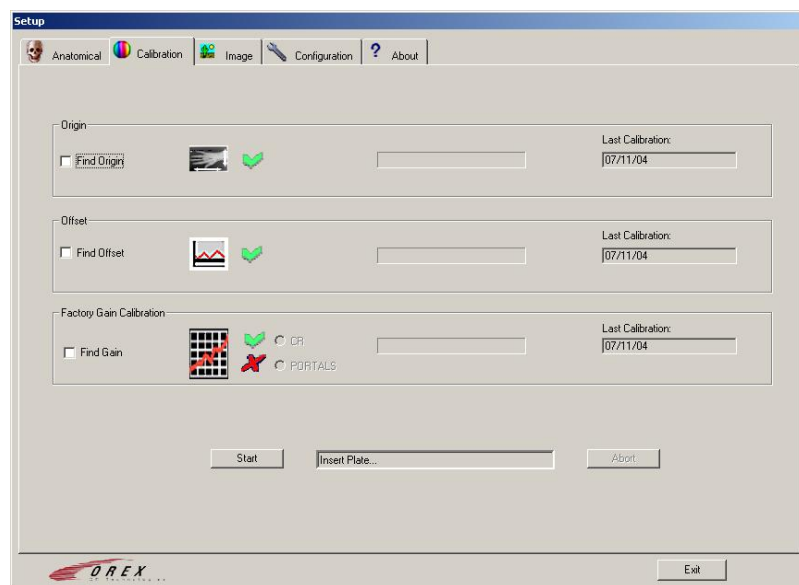 Setup
Anatomical Calibration Image Configuration ? About
Origin
Find Origin
Last Calibration:
07/11/04
Offset
Find Offset
Last Calibration:
07/11/04
Factory Gain Calibration
Find Gain
CR
PORTALS
Last Calibration:
07/11/04
Start Insert Plate... Abort
OREX
Exit